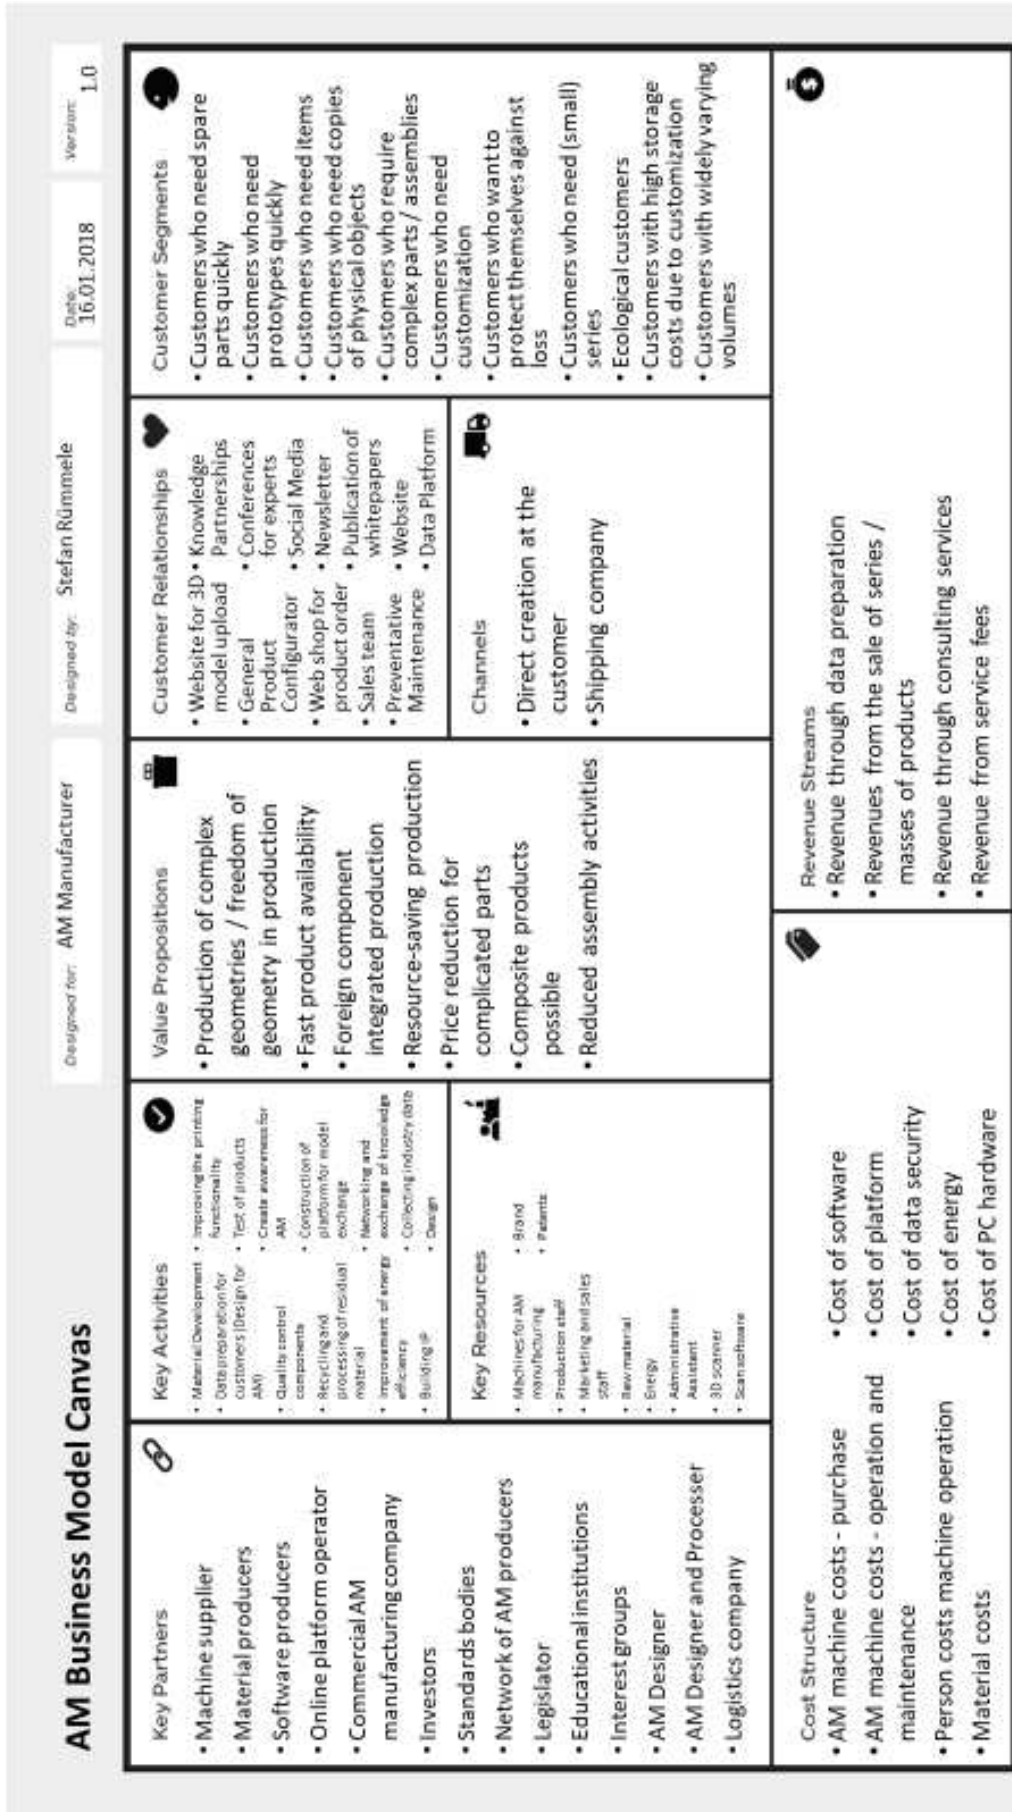 AM Business Model Canvas
Designed for: AM Manufacturer
Designed by: Stefan Rümmele
Date: 16.01.2018
Version: 1.0
Key Partners
• Machine supplier
• Material producers
• Software producers
• Online platform operator
• Commercial AM
manufacturing company
• Investors
• Standards bodies
• Network of AM producers
• Legislator
• Educational institutions
• Interest groups
• AM Designer
• AM Designer and Processer
• Logistics company
Key Activities
• Material Development
• Data preparation for
customers (Design for
AM)
• Quality control
components
• Recycling and
processing of residual
material
• Improvement of energy
efficiency
• Building IP
• Improving the printing
functionality
• Test of products
• Create awareness for
AM
• Construction of
platform for model
exchange
• Networking and
exchange of knowledge
• Collecting industry data
• Design
Key Resources
• Machines for AM
manufacturing
• Production staff
• Marketing and sales
staff
• Raw material
• Energy
• Administrative
Assistant
• 3D scanner
• Scan software
• Brand
• Patents
Value Propositions
• Production of complex
geometries / freedom of
geometry in production
• Fast product availability
• Foreign component
integrated production
• Resource-saving production
• Price reduction for
complicated parts
• Composite products
possible
• Reduced assembly activities
Customer Relationships
• Website for 3D
model upload
• General
Product
Configurator
• Web shop for
product order
• Sales team
• Preventative
Maintenance
• Knowledge
Partnerships
• Conferences
for experts
• Social Media
• Newsletter
• Publication of
whitepapers
• Website
• Data Platform
Channels
• Direct creation at the
customer
• Shipping company
Customer Segments
• Customers who need spare
parts quickly
• Customers who need
prototypes quickly
• Customers who need items
• Customers who need copies
of physical objects
• Customers who require
complex parts / assemblies
• Customers who need
customization
• Customers who want to
protect themselves against
loss
• Customers who need (small)
series
• Ecological customers
• Customers with high storage
costs due to customization
• Customers with widely varying
volumes
Cost Structure
• AM machine costs - purchase
• AM machine costs - operation and
maintenance
• Person costs machine operation
• Material costs
• Cost of software
• Cost of platform
• Cost of data security
• Cost of energy
• Cost of PC hardware
Revenue Streams
• Revenue through data preparation
• Revenues from the sale of series /
masses of products
• Revenue through consulting services
• Revenue from service fees